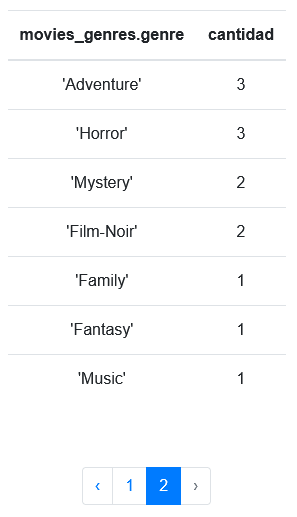 movies_genres.genre cantidad
'Adventure' 3
'Horror' 3
'Mystery' 2
'Film-Noir' 2
'Family' 1
'Fantasy' 1
'Music' 1
‹ 1 2 ›